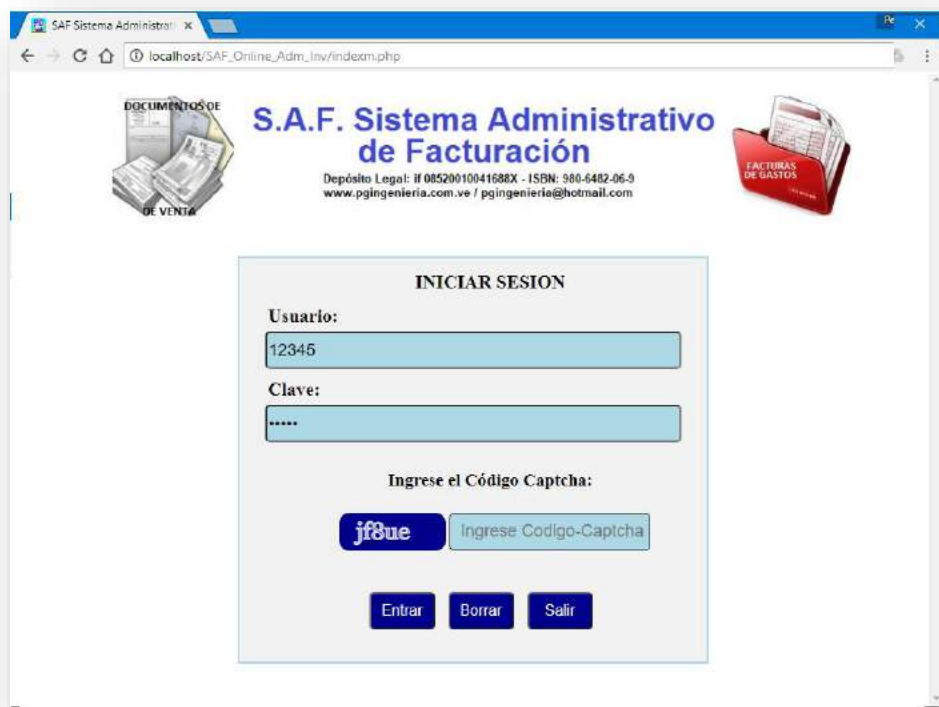 SAF Sistema Administrati
localhost/SAF_Online_Adm_Inv/indexm.php
DOCUMENTOS DE
DE VENTA
S.A.F. Sistema Administrativo
de Facturación
Depósito Legal: if 08520010041688X - ISBN: 980-6482-06-9
www.pgingenieria.com.ve / pgingenieria@hotmail.com
FACTURAS
DE GASTOS
INICIAR SESION
Usuario:
12345
Clave:
•••••
Ingrese el Código Captcha:
jf8ue
Ingrese Codigo-Captcha
Entrar Borrar Salir